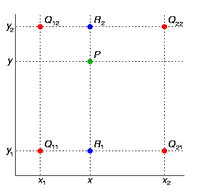 y₂ Q₁₂ R₂ Q₂₂
y P
y₁ Q₁₁ R₁ Q₂₁
x₁ x x₂